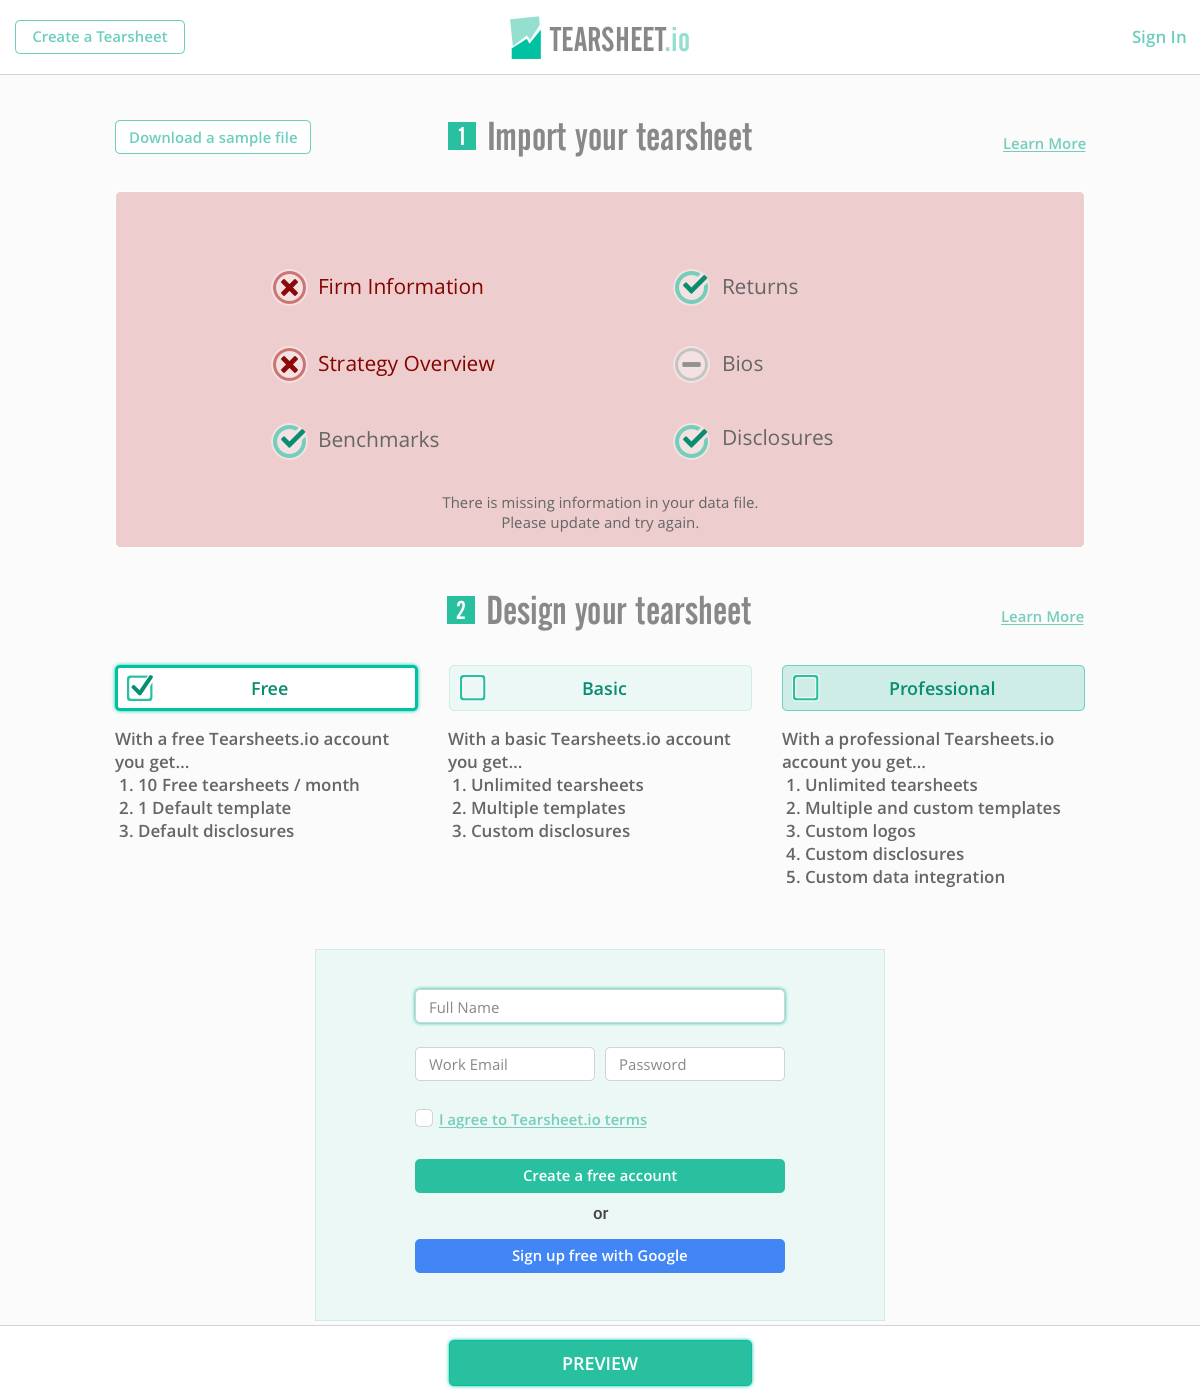 Create a Tearsheet
TEARSHEET.io
Sign In
Download a sample file
1 Import your tearsheet
Learn More
Firm Information
Returns
Strategy Overview
Bios
Benchmarks
Disclosures
There is missing information in your data file.
Please update and try again.
2 Design your tearsheet
Learn More
Free
With a free Tearsheets.io account
you get...
1. 10 Free tearsheets / month
2. 1 Default template
3. Default disclosures
Basic
With a basic Tearsheets.io account
you get...
1. Unlimited tearsheets
2. Multiple templates
3. Custom disclosures
Professional
With a professional Tearsheets.io
account you get...
1. Unlimited tearsheets
2. Multiple and custom templates
3. Custom logos
4. Custom disclosures
5. Custom data integration
Full Name
Work Email
Password
I agree to Tearsheet.io terms
Create a free account
or
Sign up free with Google
PREVIEW